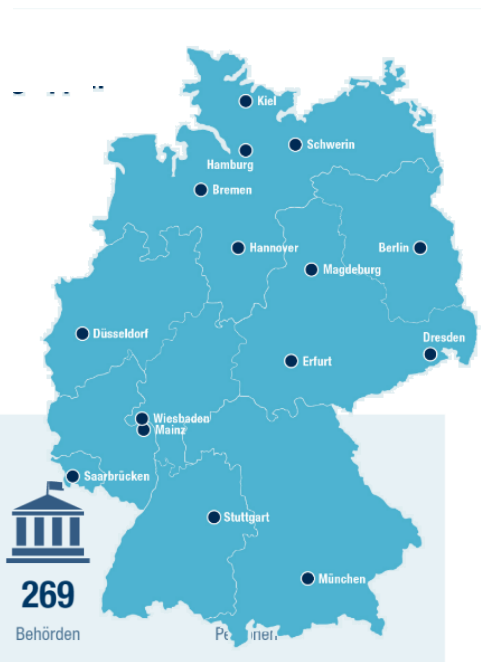 Kiel
Schwerin
Hamburg
Bremen
Hannover
Berlin
Magdeburg
Düsseldorf
Dresden
Erfurt
Wiesbaden
Mainz
Saarbrücken
Stuttgart
München
269
Behörden